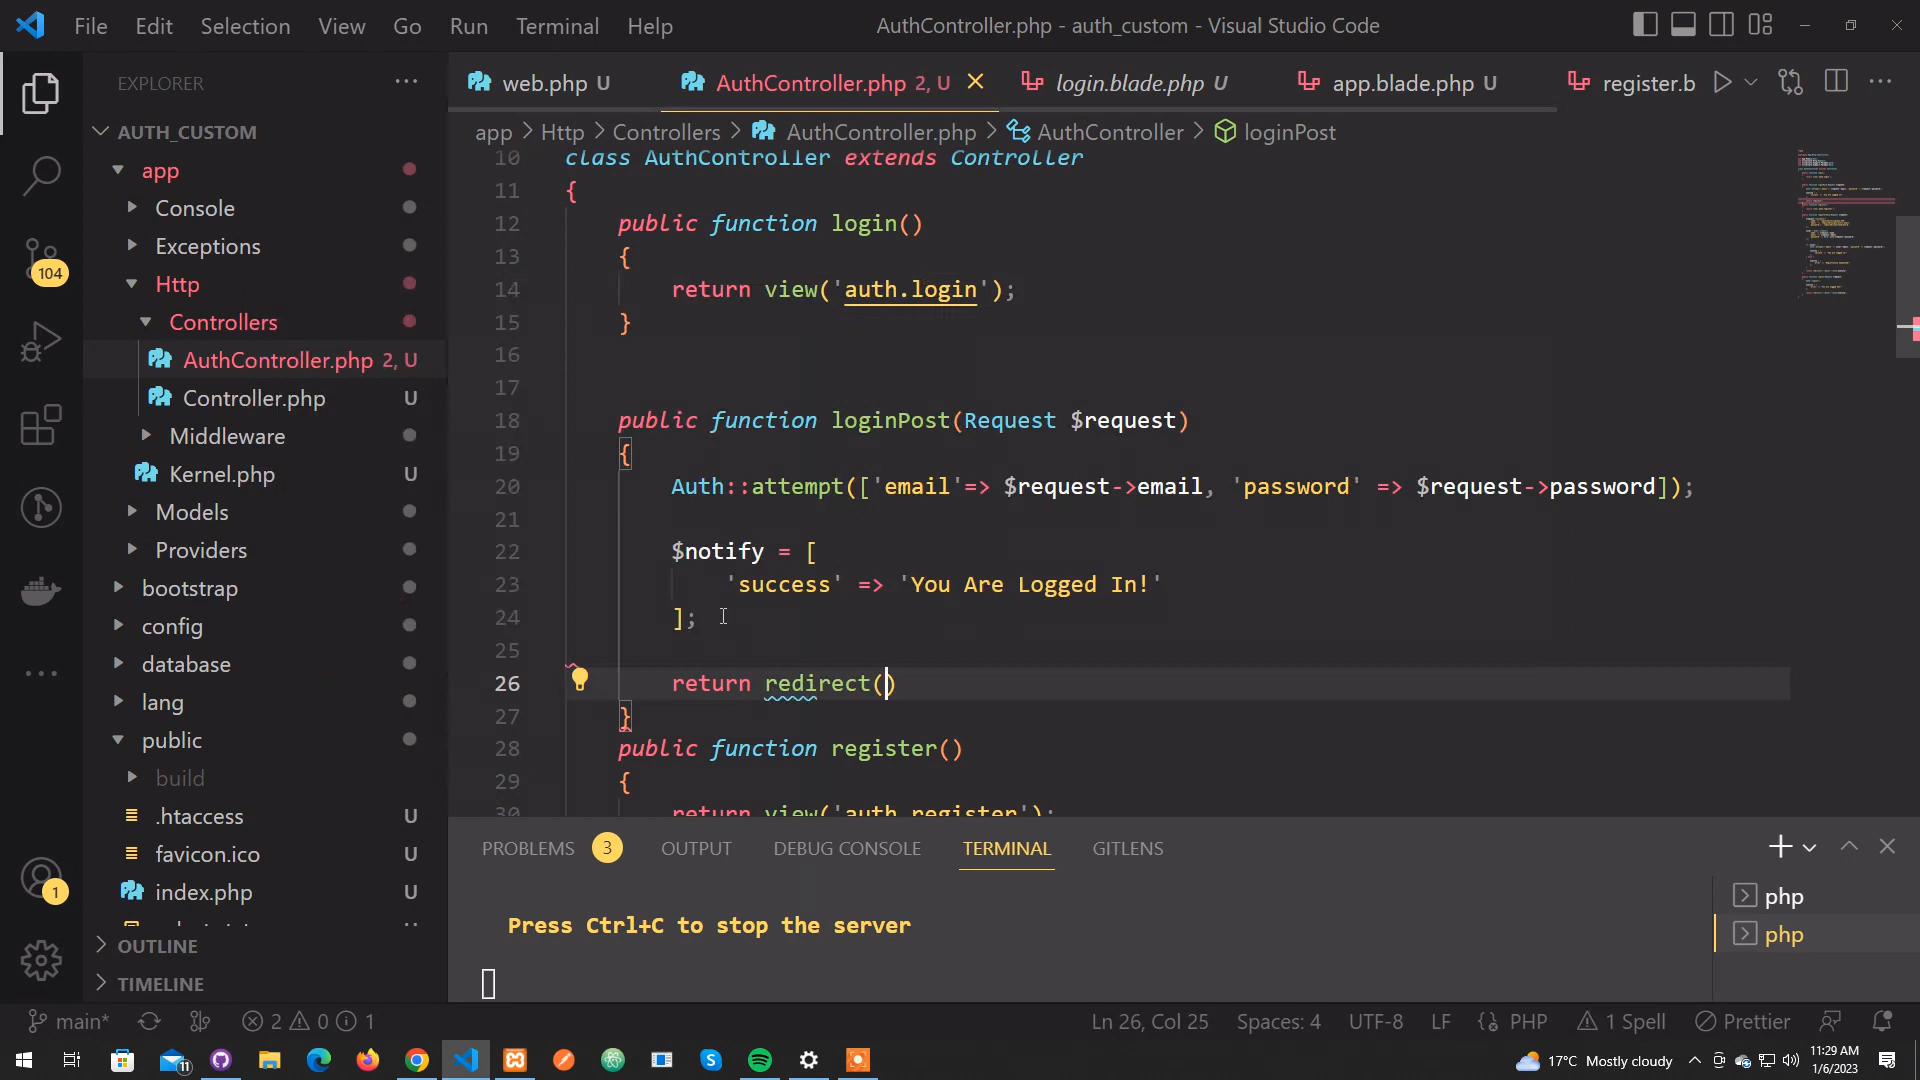 File Edit Selection View Go Run Terminal Help AuthController.php - auth_custom - Visual Studio Code
EXPLORER
AUTH_CUSTOM
app
Console
Exceptions
Http
Controllers
AuthController.php 2, U
Controller.php U
Middleware
Kernel.php U
Models
Providers
bootstrap
config
database
lang
public
build
.htaccess U
favicon.ico U
index.php U
OUTLINE
TIMELINE
104
1
web.php U AuthController.php 2, U login.blade.php U app.blade.php U register.b
app > Http > Controllers > AuthController.php > AuthController > loginPost
10 class AuthController extends Controller
11 {
12 public function login()
13 {
14 return view('auth.login');
15 }
16
17
18 public function loginPost(Request $request)
19 {
20 Auth::attempt(['email'=> $request->email, 'password' => $request->password]);
21
22 $notify = [
23 'success' => 'You Are Logged In!'
24 ];
25
26 return redirect()
27 }
28 public function register()
29 {
30 return view('auth.register');
PROBLEMS 3 OUTPUT DEBUG CONSOLE TERMINAL GITLENS
Press Ctrl+C to stop the server
php
php
main* 2 0 1 Ln 26, Col 25 Spaces: 4 UTF-8 LF {} PHP 1 Spell Prettier
11 17°C Mostly cloudy 11:29 AM
1/6/2023